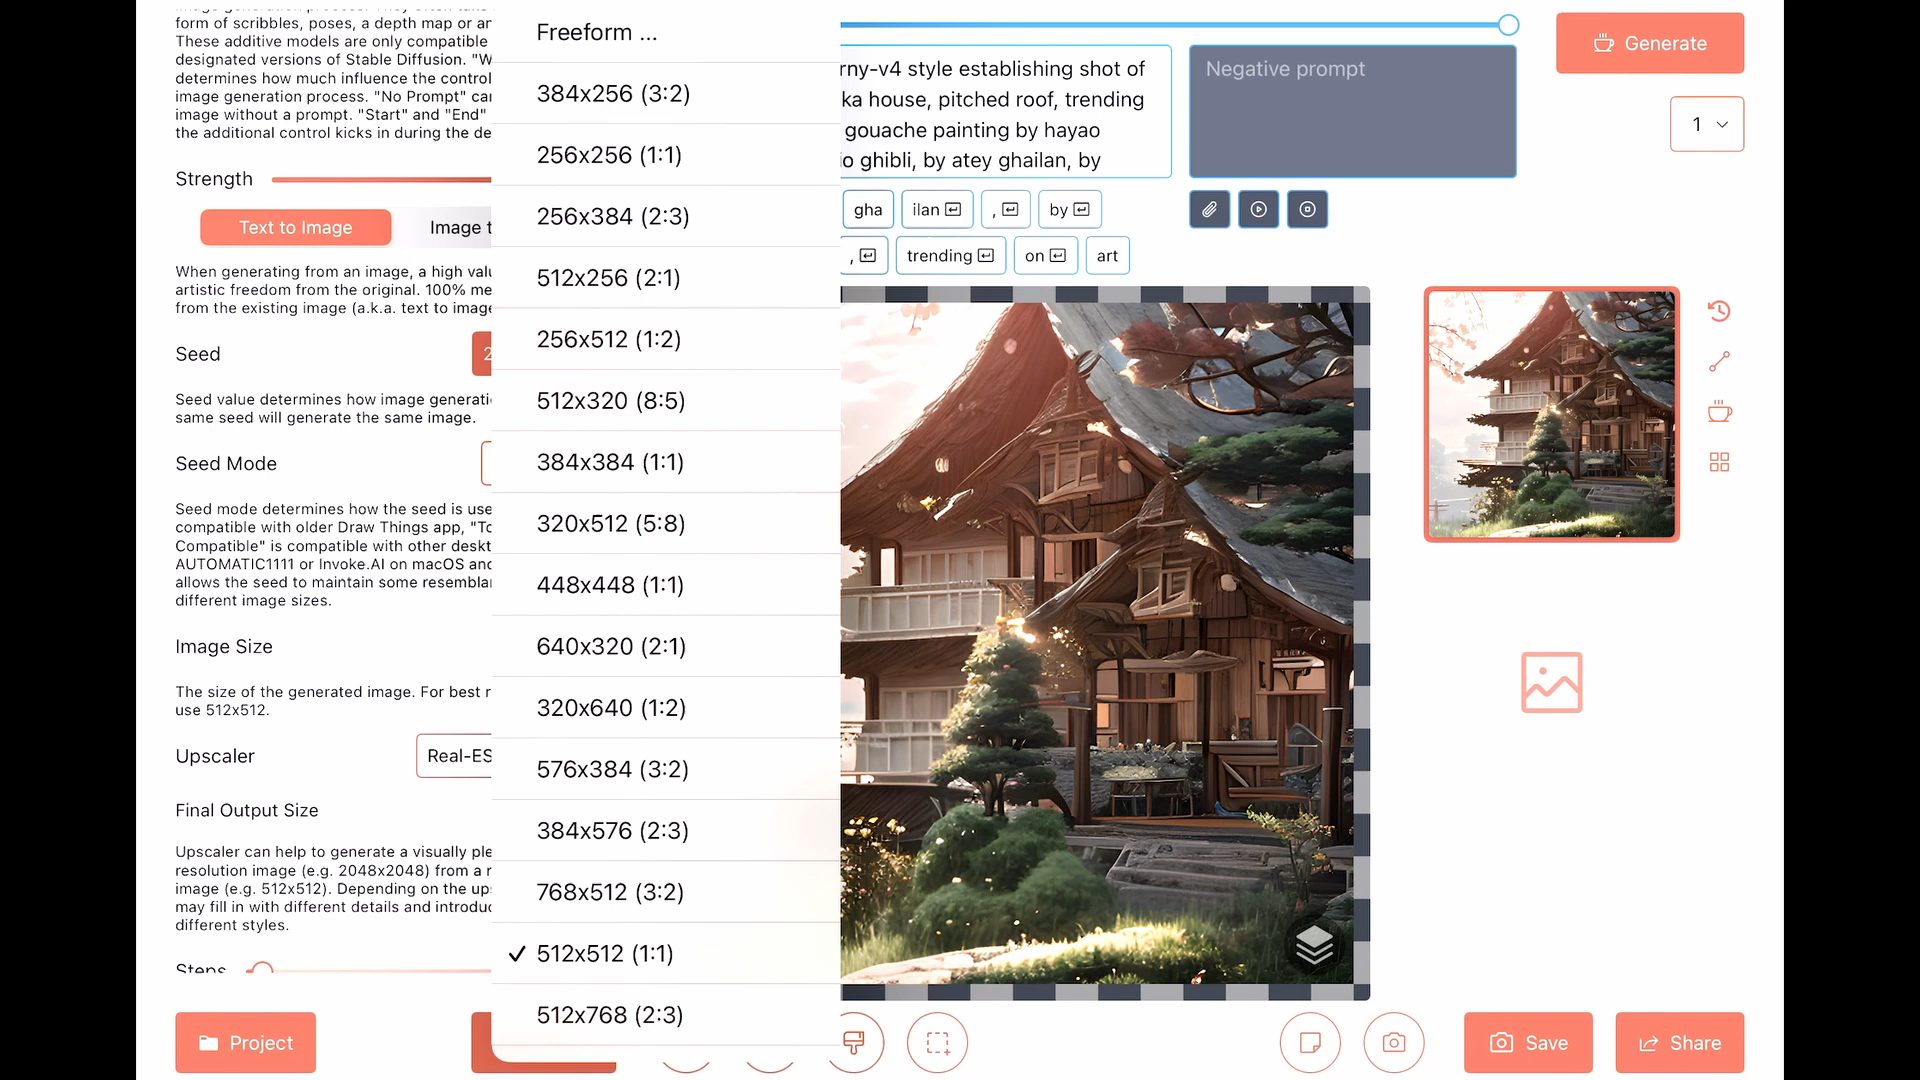 form of scribbles, poses, a depth map or an
These additive models are only compatible
designated versions of Stable Diffusion. "W
determines how much influence the control
image generation process. "No Prompt" can
image without a prompt. "Start" and "End"
the additional control kicks in during the de
Strength
Text to Image
Image t
When generating from an image, a high valu
artistic freedom from the original. 100% me
from the existing image (a.k.a. text to image
Seed
2
Seed value determines how image generatio
same seed will generate the same image.
Seed Mode
Seed mode determines how the seed is use
compatible with older Draw Things app, "To
Compatible" is compatible with other deskt
AUTOMATIC1111 or Invoke.AI on macOS and
allows the seed to maintain some resemblan
different image sizes.
Image Size
The size of the generated image. For best r
use 512x512.
Upscaler
Real-ES
Final Output Size
Upscaler can help to generate a visually ple
resolution image (e.g. 2048x2048) from a r
image (e.g. 512x512). Depending on the ups
may fill in with different details and introduc
different styles.
Steps
Project
Freeform ...
384x256 (3:2)
256x256 (1:1)
256x384 (2:3)
512x256 (2:1)
256x512 (1:2)
512x320 (8:5)
384x384 (1:1)
320x512 (5:8)
448x448 (1:1)
640x320 (2:1)
320x640 (1:2)
576x384 (3:2)
384x576 (2:3)
768x512 (3:2)
512x512 (1:1)
512x768 (2:3)
rny-v4 style establishing shot of
ka house, pitched roof, trending
gouache painting by hayao
io ghibli, by atey ghailan, by
gha ilan , by
, trending on art
Negative prompt
Generate
1
Save
Share